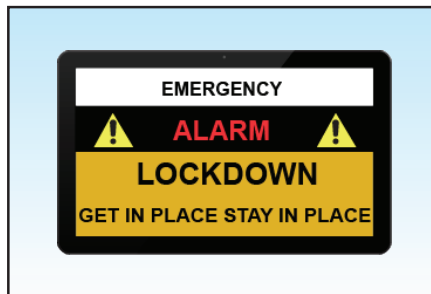 EMERGENCY
ALARM
LOCKDOWN
GET IN PLACE STAY IN PLACE